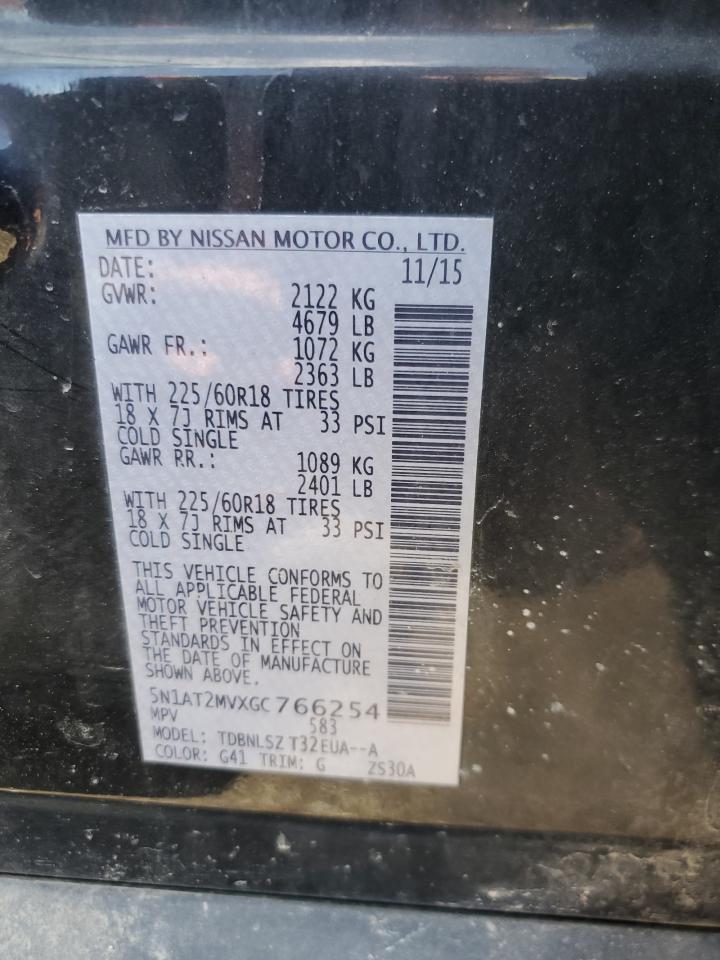 MFD BY NISSAN MOTOR CO., LTD.
DATE: 11/15
GVWR: 2122 KG
4679 LB
GAWR FR.: 1072 KG
2363 LB
WITH 225/60R18 TIRES
18 X 7J RIMS AT 33 PSI
COLD SINGLE
GAWR RR.: 1089 KG
2401 LB
WITH 225/60R18 TIRES
18 X 7J RIMS AT 33 PSI
COLD SINGLE
THIS VEHICLE CONFORMS TO
ALL APPLICABLE FEDERAL
MOTOR VEHICLE SAFETY AND
THEFT PREVENTION
STANDARDS IN EFFECT ON
THE DATE OF MANUFACTURE
SHOWN ABOVE.
5N1AT2MVXGC766254
MPV 583
MODEL: TDBNLSZ T32EUA--A
COLOR: G41 TRIM: G ZS30A